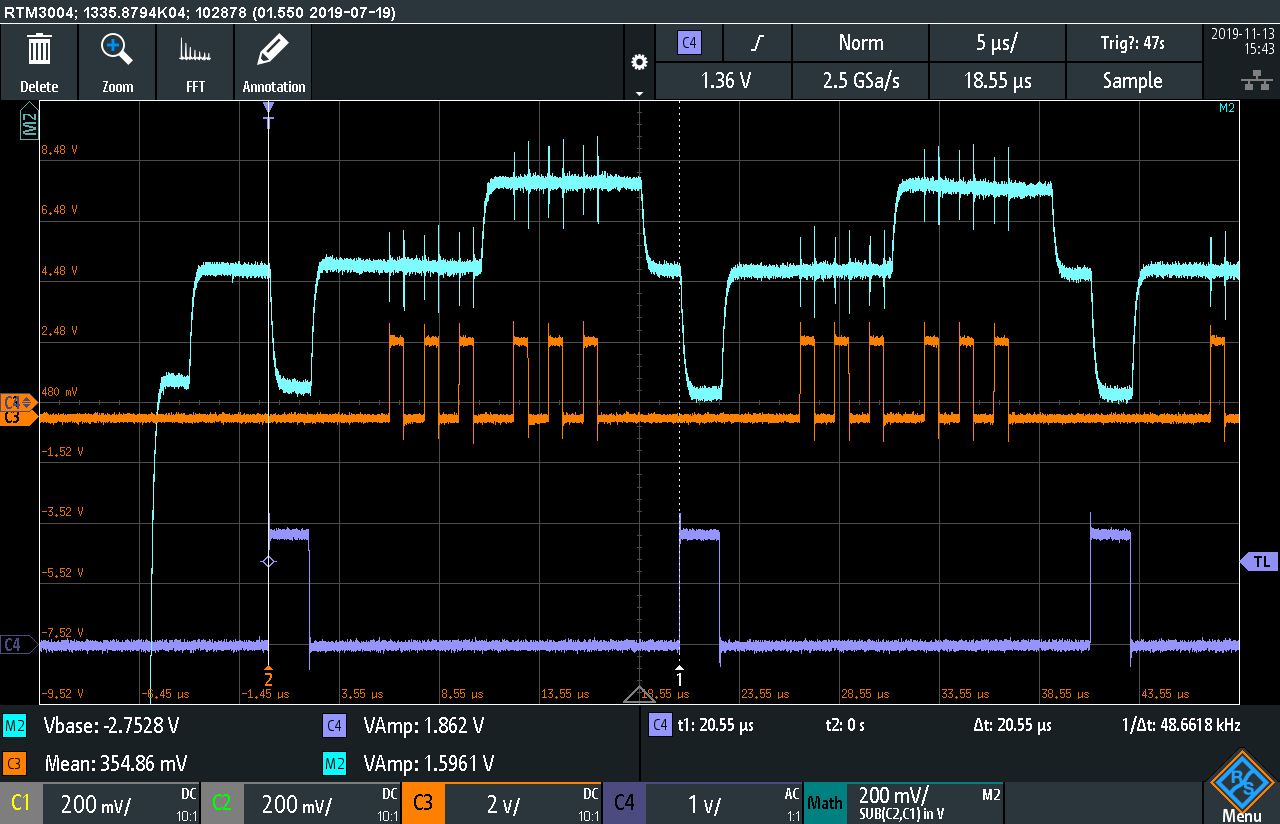 RTM3004; 1335.8794K04; 102878 (01.550 2019-07-19)
Delete
Zoom
FFT
Annotation
C4
Norm
5 µs/
Trig?: 47s
2019-11-13
15:43
1.36 V
2.5 GSa/s
18.55 µs
Sample
M2
M2
8,48 V
6,48 V
4,48 V
2,48 V
480 mV
C3
-1,52 V
-3,52 V
-5,52 V
TL
-7,52 V
C4
-9,52 V
-6,45 µs
2
-1,45 µs
3,55 µs
8,55 µs
13,55 µs
18,55 µs
1
23,55 µs
28,55 µs
33,55 µs
38,55 µs
43,55 µs
M2 Vbase: -2.7528 V
C4 VAmp: 1.862 V
C4 t1: 20.55 µs t2: 0 s Δt: 20.55 µs 1/Δt: 48.6618 kHz
C3 Mean: 354.86 mV
M2 VAmp: 1.5961 V
C1 200 mV/ DC 10:1
C2 200 mV/ DC 10:1
C3 2 V/ DC 10:1
C4 1 V/ AC 1:1
Math 200 mV/ M2
SUB(C2,C1) in V
R S
Menu